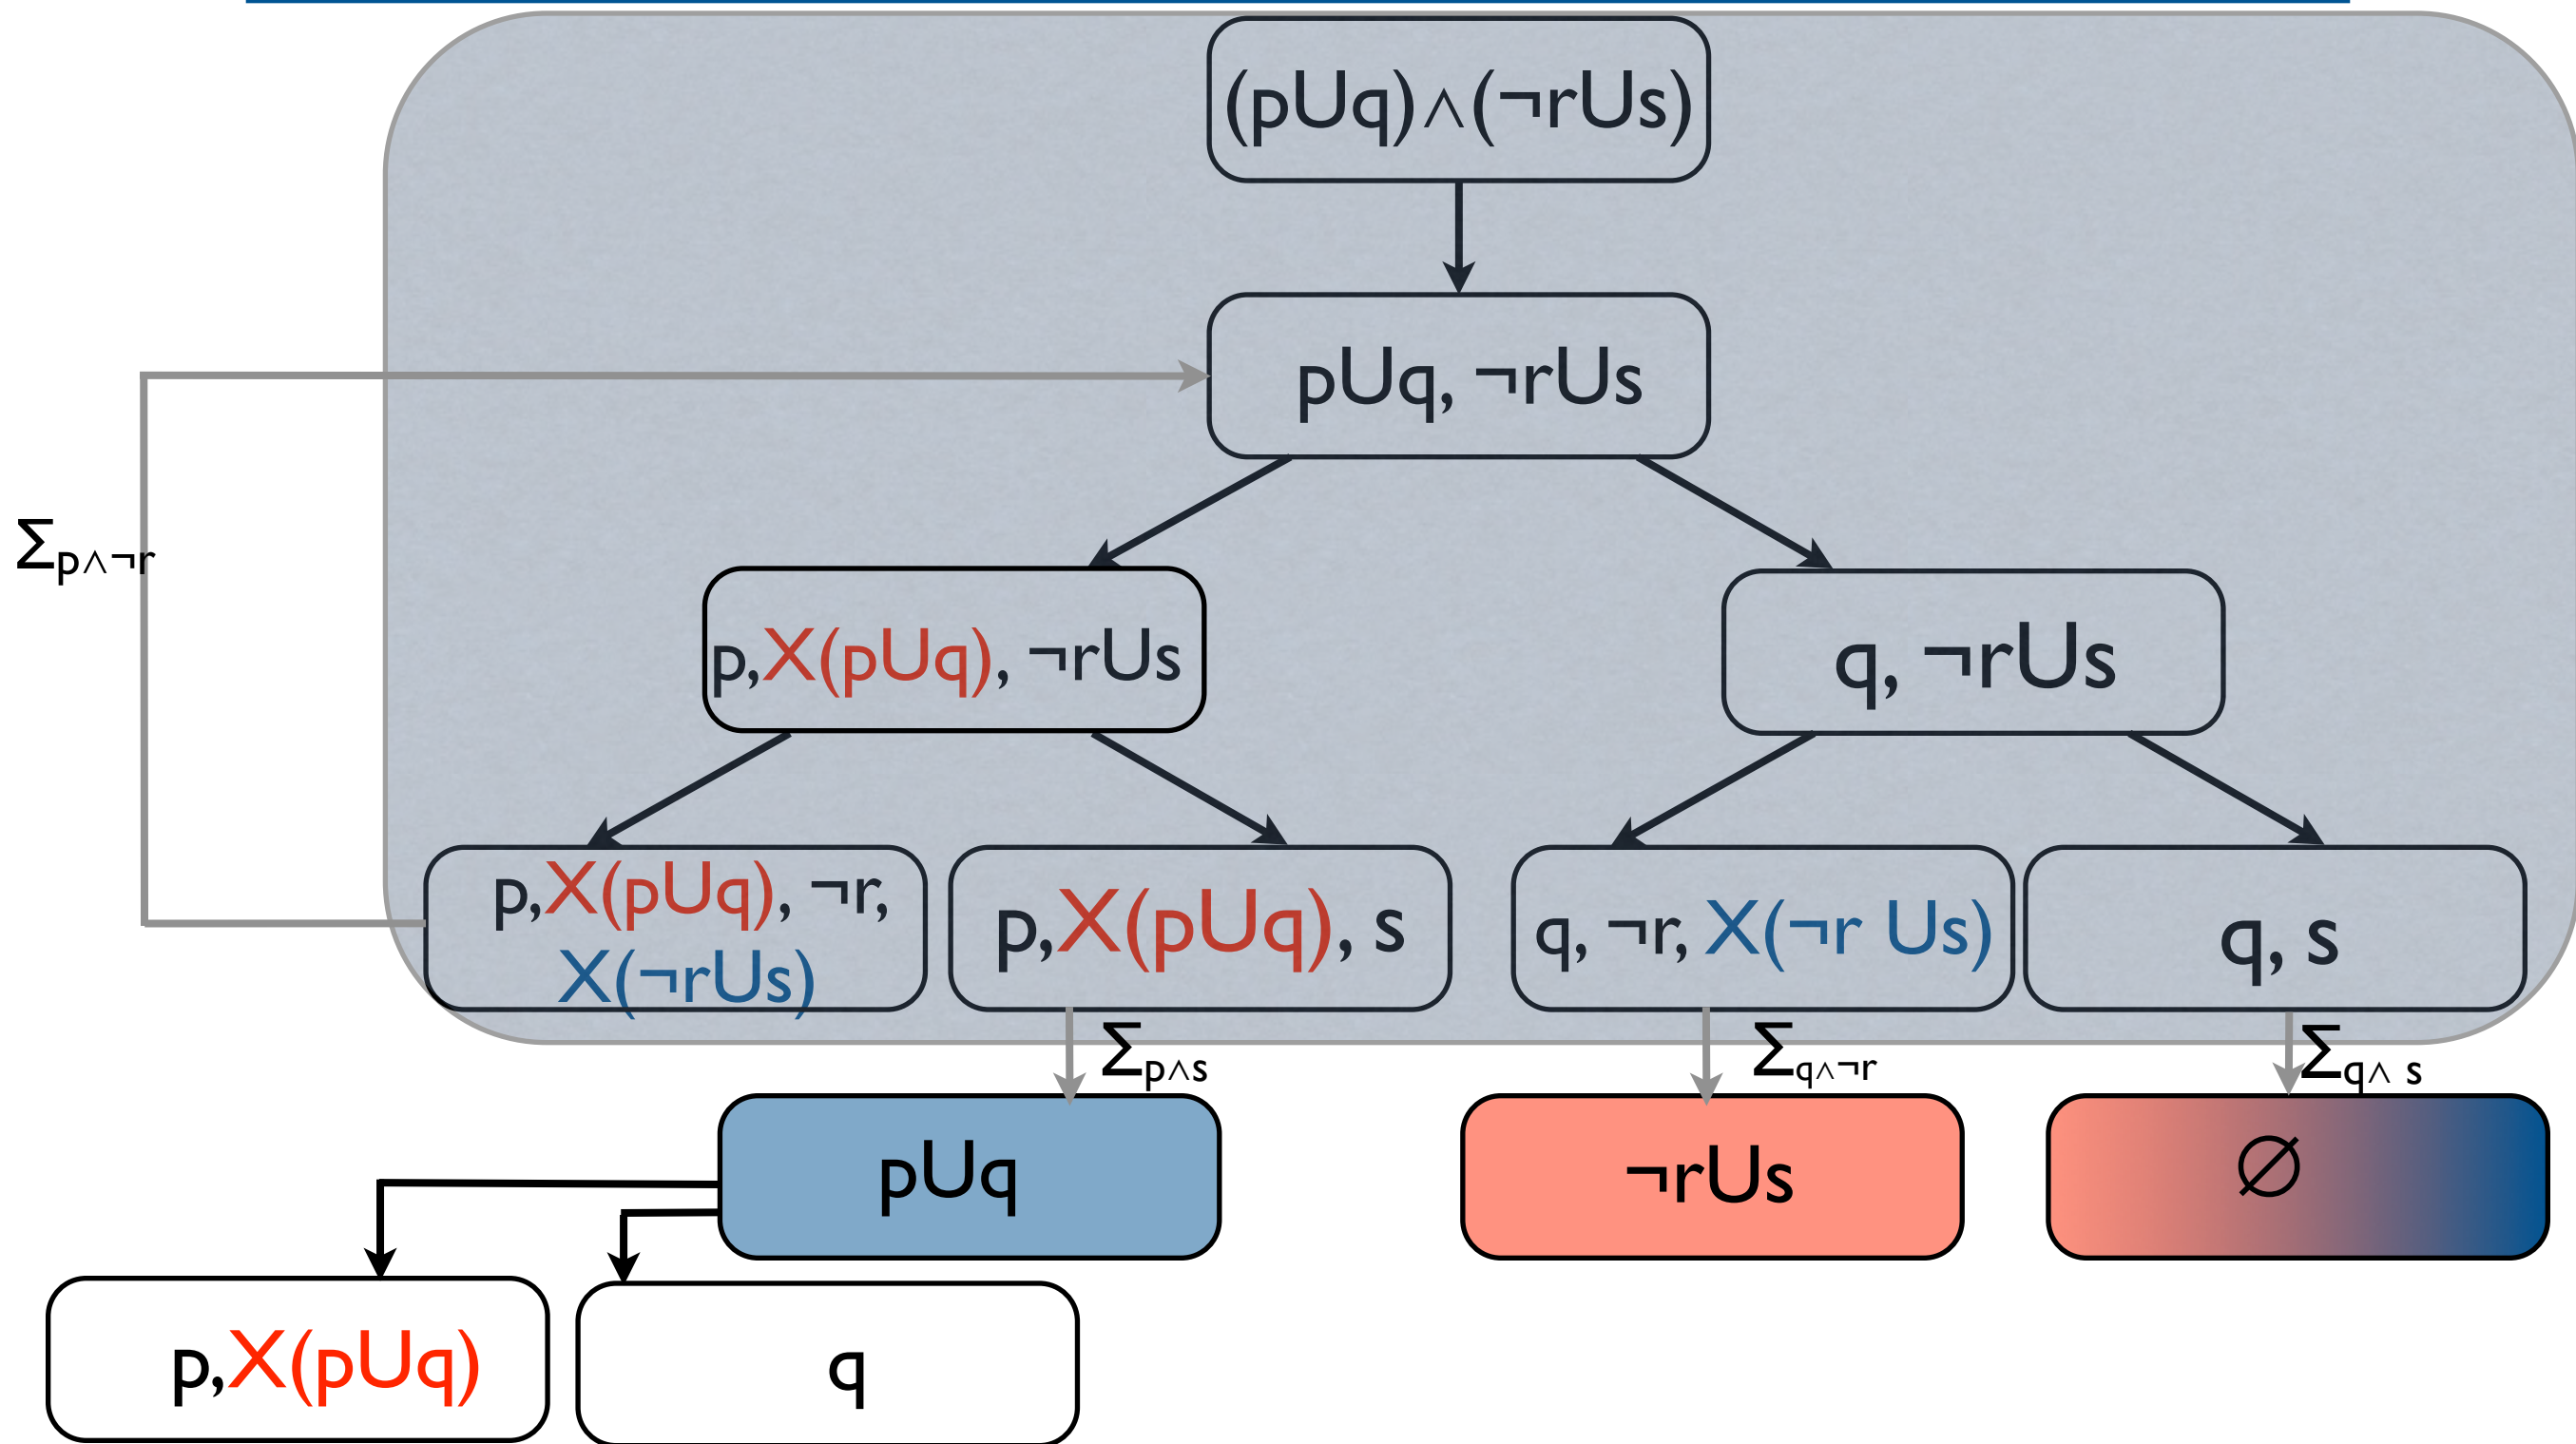 (pUq)∧(¬rUs)
pUq, ¬rUs
Σp∧¬r
p,X(pUq), ¬rUs
q, ¬rUs
p,X(pUq), ¬r,
X(¬rUs)
p,X(pUq), s
q, ¬r, X(¬r Us)
q, s
Σp∧s
Σq∧¬r
Σq∧ s
pUq
¬rUs
∅
p,X(pUq)
q